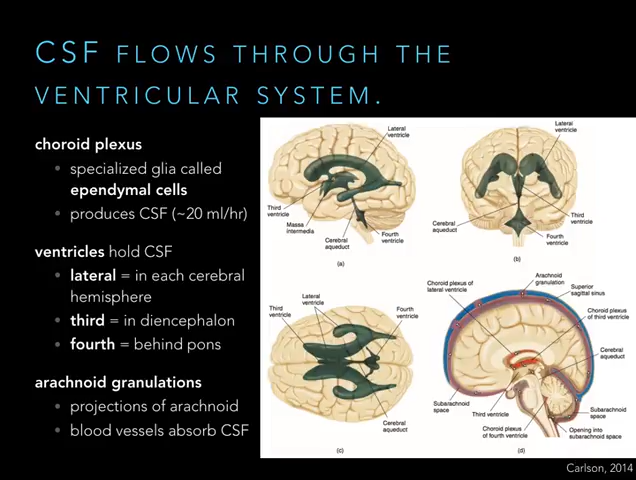 CSF FLOWS THROUGH THE
VENTRICULAR SYSTEM.
choroid plexus
• specialized glia called
ependymal cells
• produces CSF (~20 ml/hr)
ventricles hold CSF
• lateral = in each cerebral
hemisphere
• third = in diencephalon
• fourth = behind pons
arachnoid granulations
• projections of arachnoid
• blood vessels absorb CSF
Lateral
ventricle
Third
ventricle
Massa
intermedia
Cerebral
aqueduct
Fourth
ventricle
(a)
Lateral
ventricle
Cerebral
aqueduct
Third
ventricle
Fourth
ventricle
(b)
Third
ventricle
Lateral
ventricle
Fourth
ventricle
Cerebral
aqueduct
(c)
Choroid plexus of
lateral ventricle
Arachnoid
granulation
Superior
sagittal sinus
Choroid plexus
of third ventricle
Cerebral
aqueduct
Subarachnoid
space
Third ventricle
Choroid plexus
of fourth ventricle
Subarachnoid
space
Opening into
subarachnoid space
(d)
Carlson, 2014